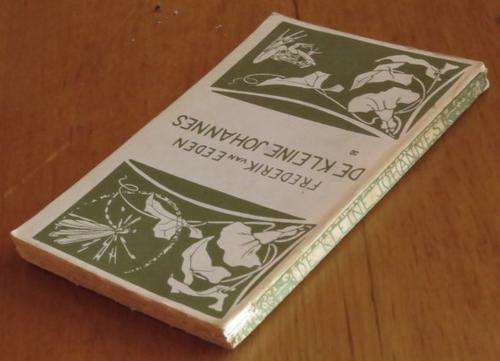 FREDERIK VAN EEDEN
DE KLEINE JOHANNES
DE KLEINE JOHANNES